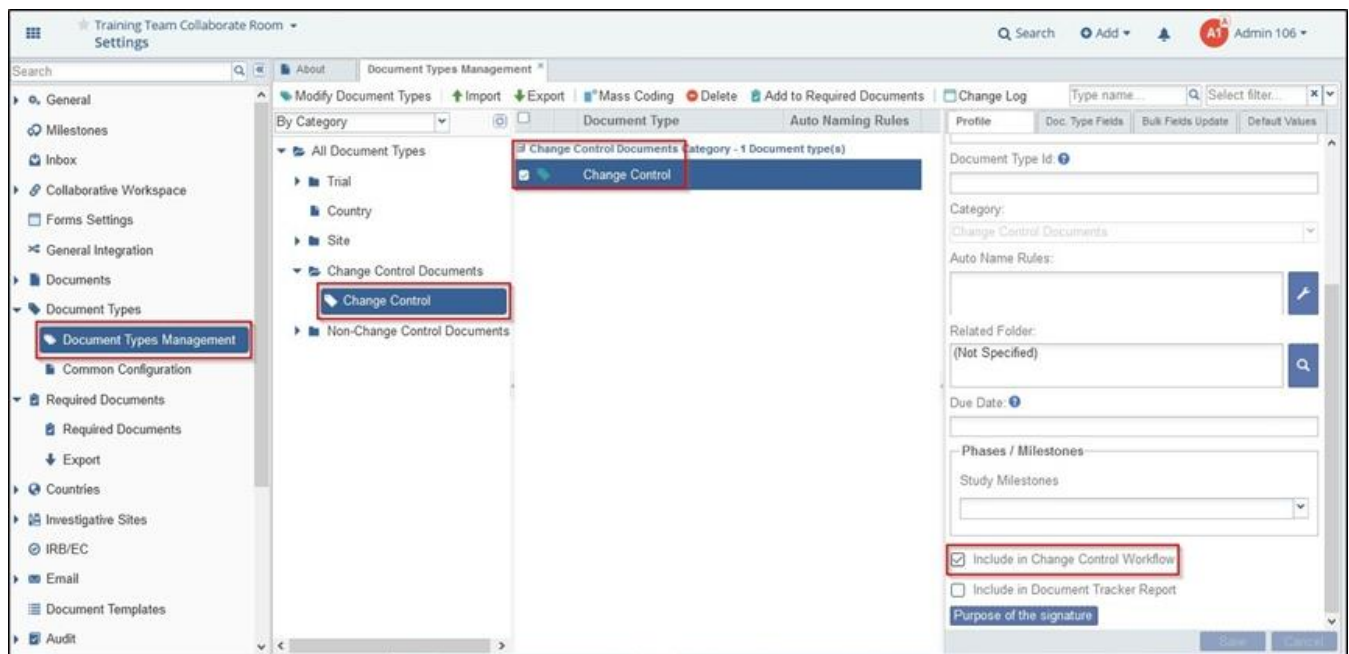 Training Team Collaborate Room
Settings
Search
Add
A1
A
Admin 106
Search
General
Milestones
Inbox
Collaborative Workspace
Forms Settings
General Integration
Documents
Document Types
Document Types Management
Common Configuration
Required Documents
Required Documents
Export
Countries
Investigative Sites
IRB/EC
Email
Document Templates
Audit
About
Document Types Management
Modify Document Types
Import
Export
Mass Coding
Delete
Add to Required Documents
Change Log
Type name...
Select filter...
By Category
All Document Types
Trial
Country
Site
Change Control Documents
Change Control
Non-Change Control Documents
Document Type
Auto Naming Rules
Change Control Documents Category - 1 Document type(s)
Change Control
Profile
Doc. Type Fields
Bulk Fields Update
Default Values
Document Type Id:
Category:
Change Control Documents
Auto Name Rules:
Related Folder:
(Not Specified)
Due Date:
Phases / Milestones
Study Milestones
Include in Change Control Workflow
Include in Document Tracker Report
Purpose of the signature
Save
Cancel